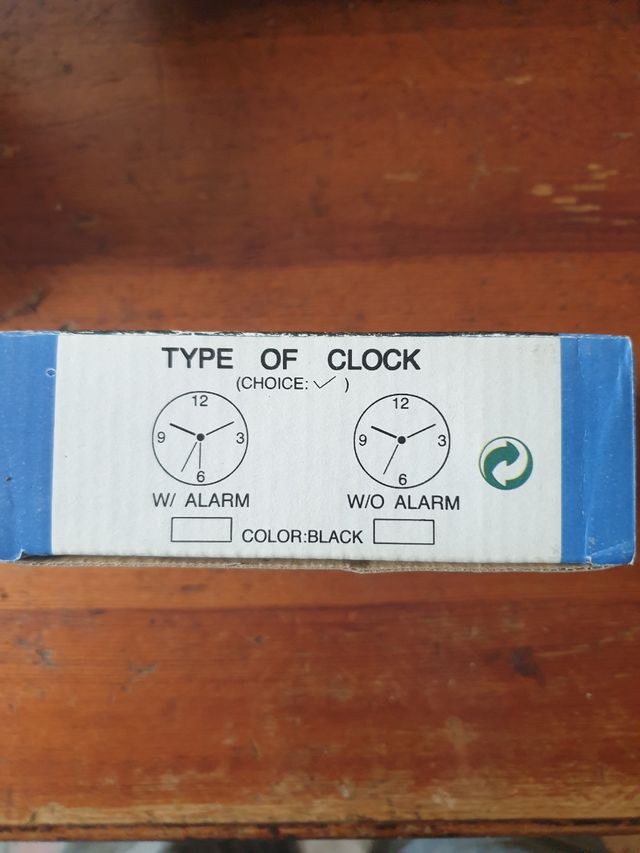 TYPE OF CLOCK
(CHOICE: ✓ )
12
9 3
6
12
9 3
6
W/ ALARM W/O ALARM
COLOR:BLACK